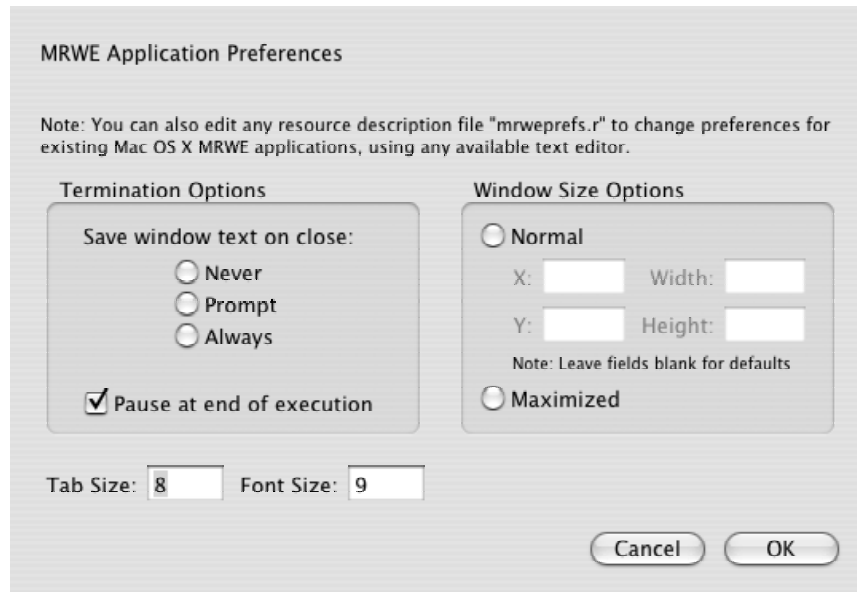 MRWE Application Preferences
Note: You can also edit any resource description file "mrweprefs.r" to change preferences for
existing Mac OS X MRWE applications, using any available text editor.
Termination Options
Save window text on close:
Never
Prompt
Always
Pause at end of execution
Window Size Options
Normal
X: Width:
Y: Height:
Note: Leave fields blank for defaults
Maximized
Tab Size: 8 Font Size: 9
Cancel OK